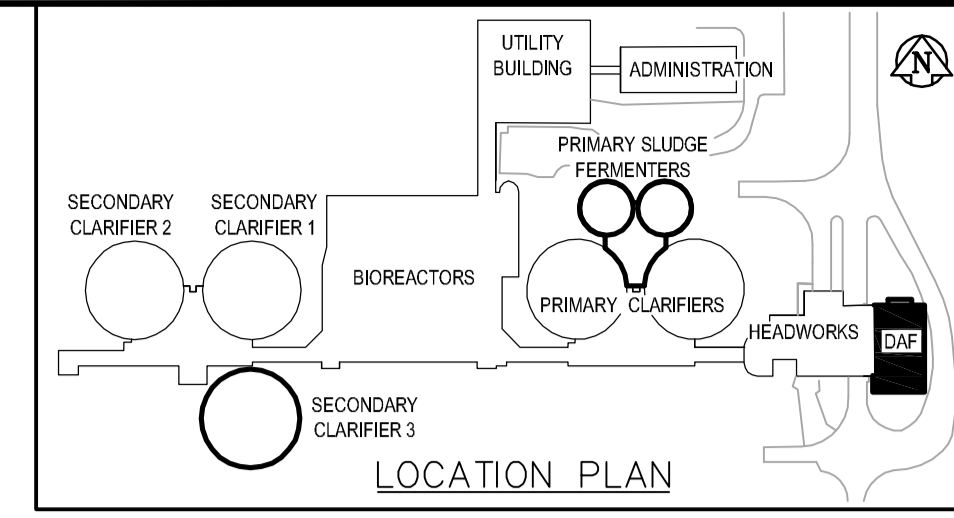 UTILITY
BUILDING
ADMINISTRATION
N
PRIMARY SLUDGE
FERMENTERS
SECONDARY
CLARIFIER 2
SECONDARY
CLARIFIER 1
BIOREACTORS
PRIMARY CLARIFIERS
HEADWORKS
DAF
SECONDARY
CLARIFIER 3
LOCATION PLAN